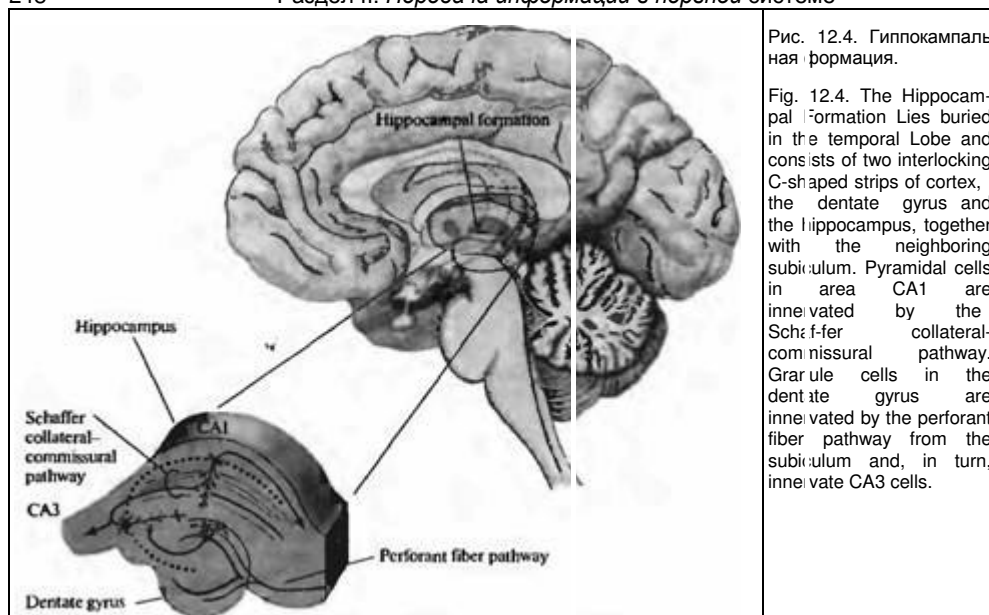 Раздел II. Передача информации в нервной системе
Hippocampal formation
Hippocampus
Schaffer
collateral–
commissural
pathway
CA1
CA3
Perforant fiber pathway
Dentate gyrus
Рис. 12.4. Гиппокампаль
ная формация.
Fig. 12.4. The Hippocam-
pal Formation Lies buried
in the temporal Lobe and
consists of two interlocking
C-shaped strips of cortex,
the dentate gyrus and
the hippocampus, together
with the neighboring
subiculum. Pyramidal cells
in area CA1 are
innervated by the
Schaf-fer collateral-
commissural pathway.
Granule cells in the
dentate gyrus are
innervated by the perforant
fiber pathway from the
subiculum and, in turn,
innervate CA3 cells.